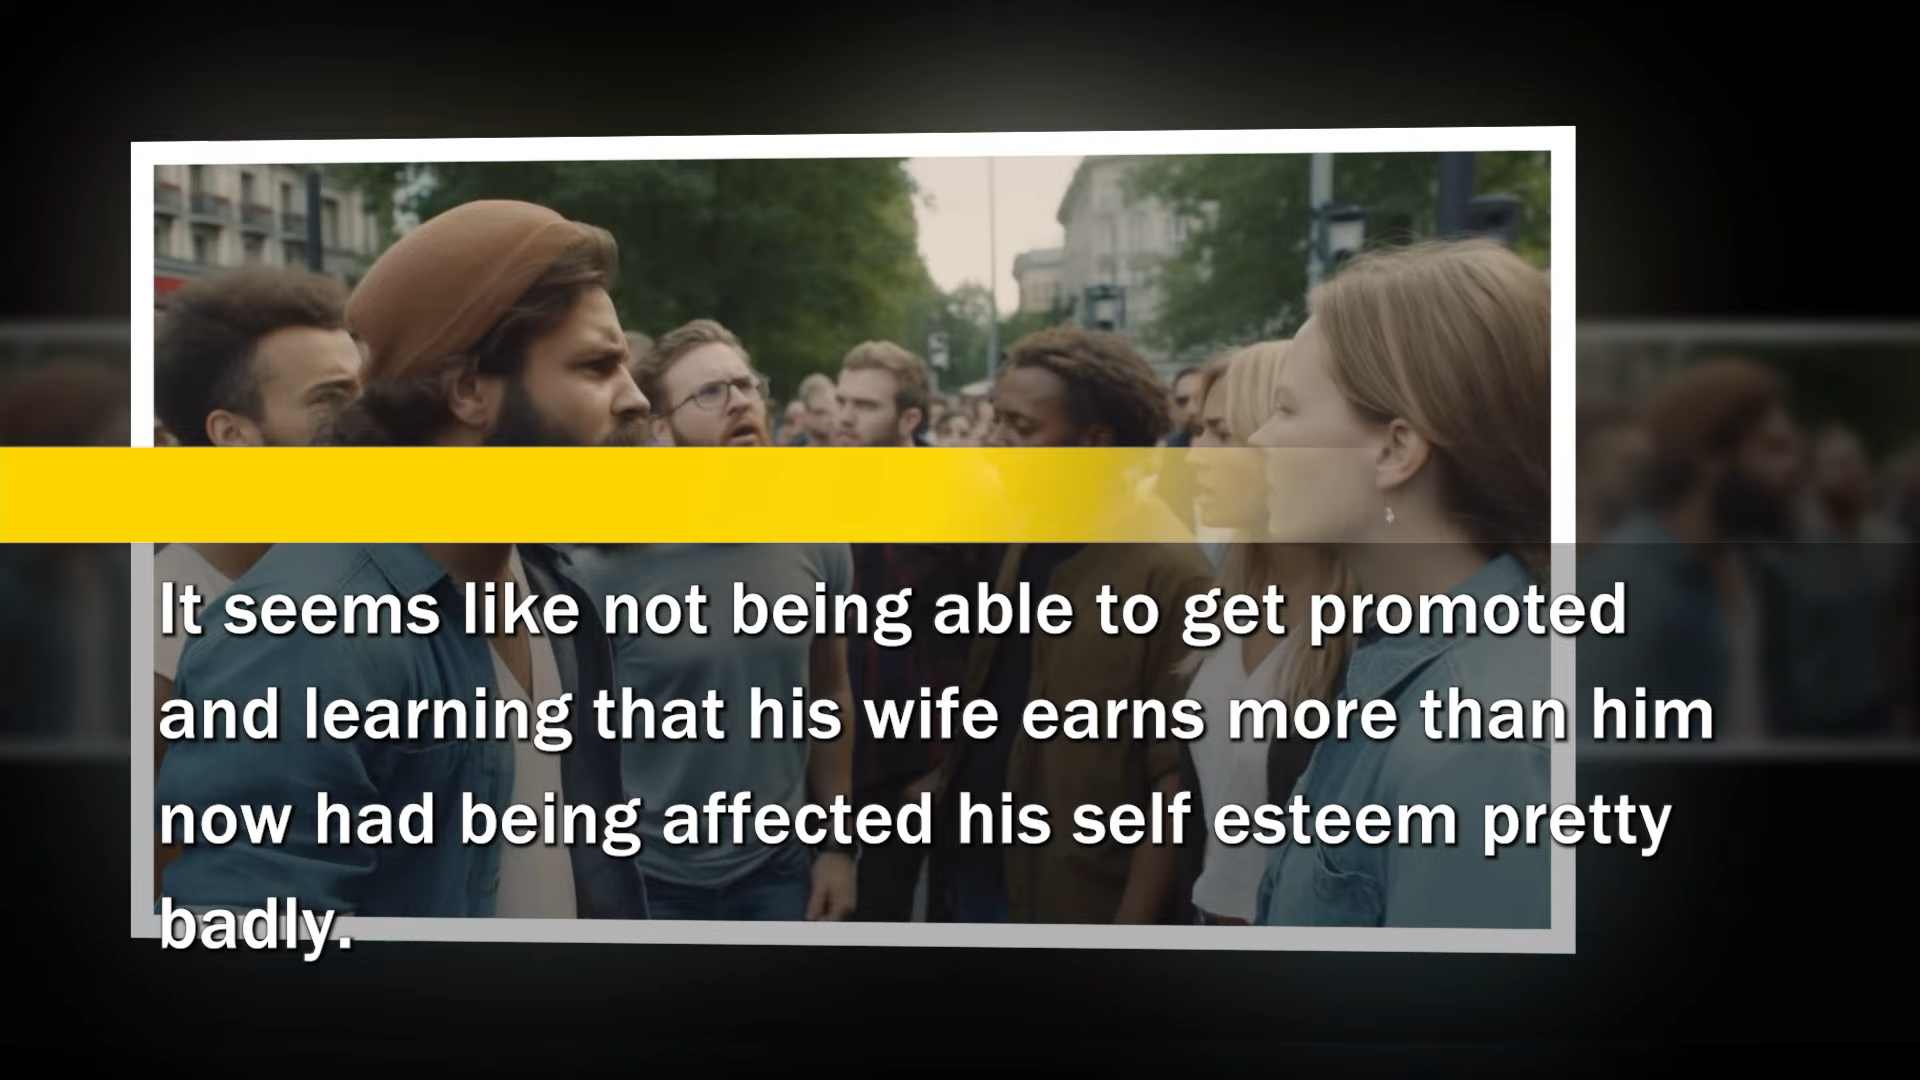 It seems like not being able to get promoted
and learning that his wife earns more than him
now had being affected his self esteem pretty
badly.